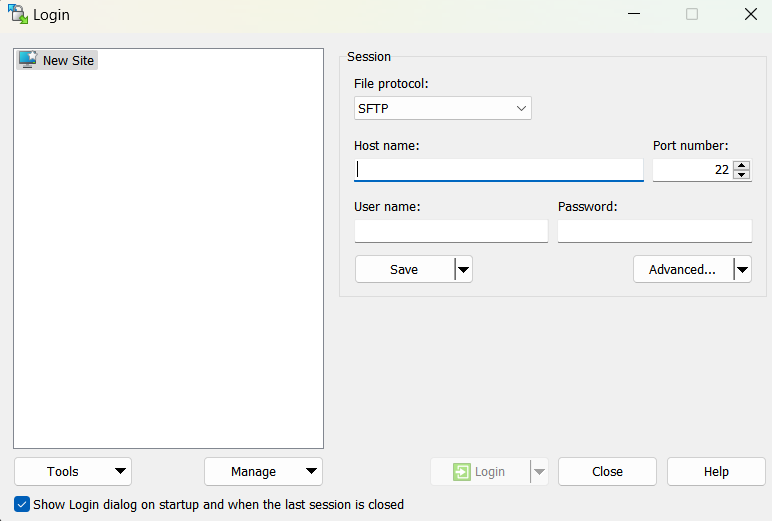 Login
New Site
Session
File protocol:
SFTP
Host name:
Port number:
22
User name:
Password:
Save
Advanced...
Tools
Manage
Login
Close
Help
Show Login dialog on startup and when the last session is closed